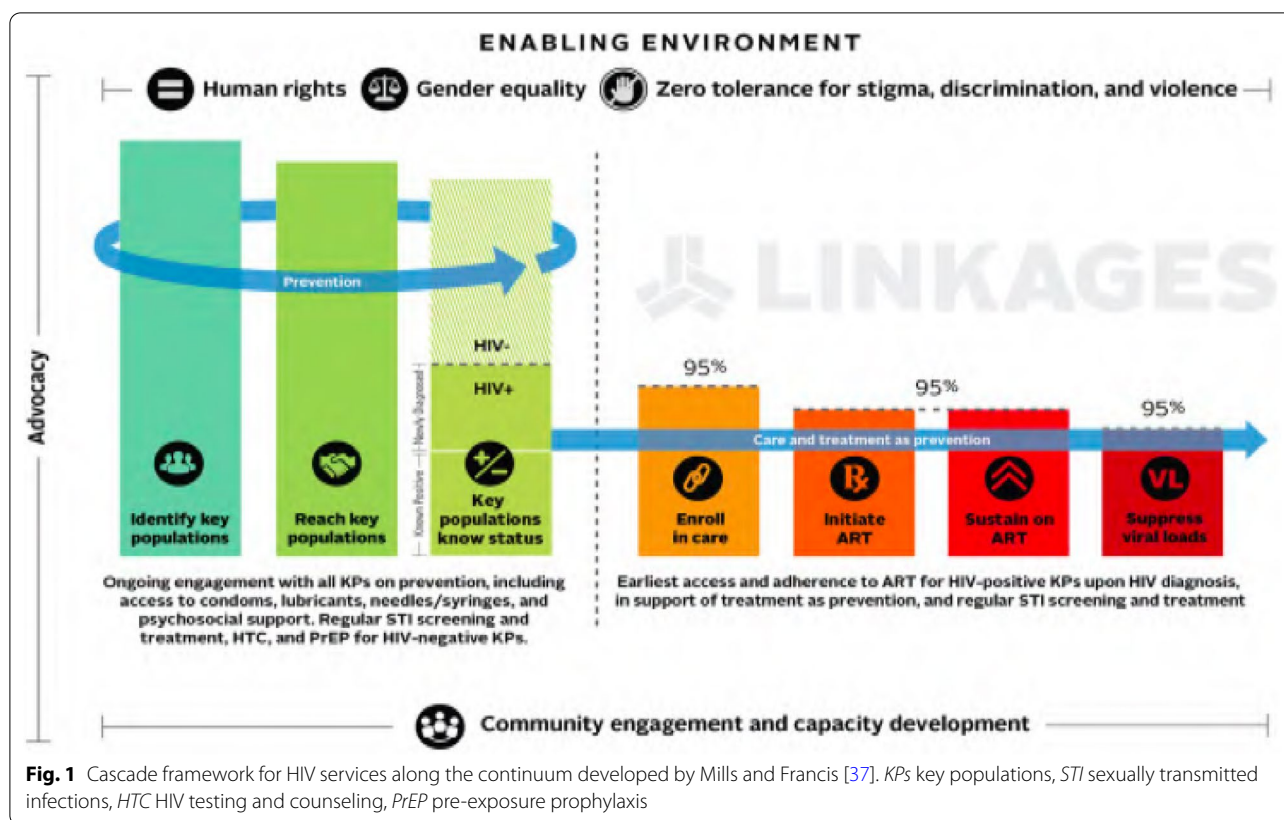 ENABLING ENVIRONMENT
Human rights Gender equality Zero tolerance for stigma, discrimination, and violence
Advocacy
LINKAGES
Prevention
HIV-
HIV+
Newly Diagnosed
Known Positive
95%
95%
95%
Care and treatment as prevention
Identify key
populations
Reach key
populations
Key
populations
know status
Enroll
in care
Rx
Initiate
ART
Sustain on
ART
VL
Suppress
viral loads
Ongoing engagement with all KPs on prevention, including
access to condoms, lubricants, needles/syringes, and
psychosocial support. Regular STI screening and
treatment, HTC, and PrEP for HIV-negative KPs.
Earliest access and adherence to ART for HIV-positive KPs upon HIV diagnosis,
in support of treatment as prevention, and regular STI screening and treatment
Community engagement and capacity development
Fig. 1 Cascade framework for HIV services along the continuum developed by Mills and Francis [37]. KPs key populations, STI sexually transmitted
infections, HTC HIV testing and counseling, PrEP pre-exposure prophylaxis